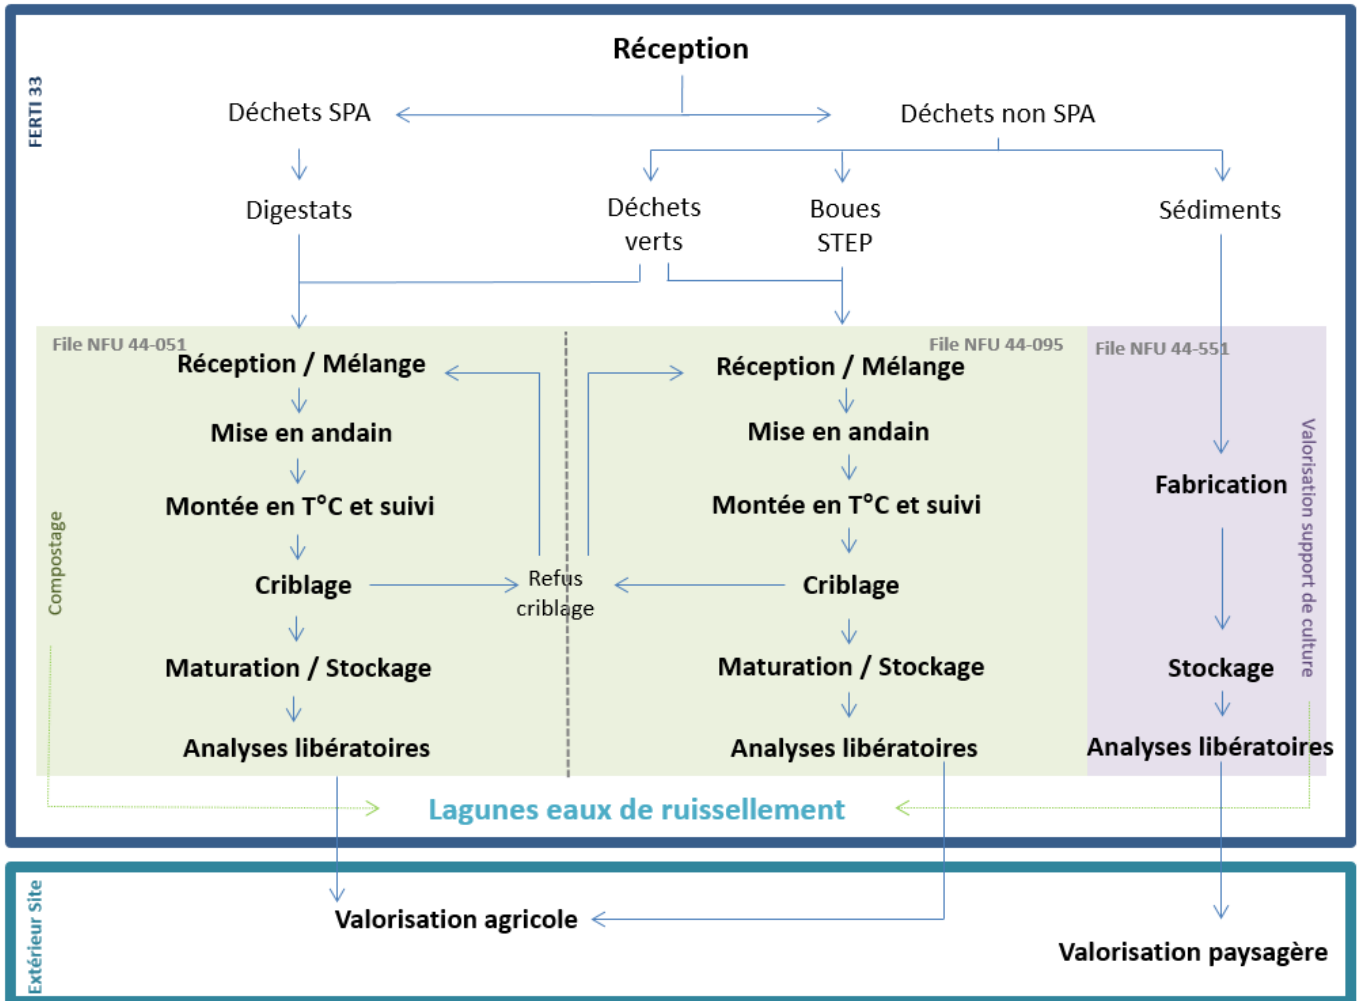 FERTI 33
Réception
Déchets SPA
Déchets non SPA
Digestats
Déchets
verts
Boues
STEP
Sédiments
File NFU 44-051
Réception / Mélange
Mise en andain
Montée en T°C et suivi
Criblage
Maturation / Stockage
Analyses libératoires
Compostage
Refus
criblage
File NFU 44-095
Réception / Mélange
Mise en andain
Montée en T°C et suivi
Criblage
Maturation / Stockage
Analyses libératoires
File NFU 44-551
Fabrication
Stockage
Analyses libératoires
Valorisation support de culture
Lagunes eaux de ruissellement
Extérieur Site
Valorisation agricole
Valorisation paysagère